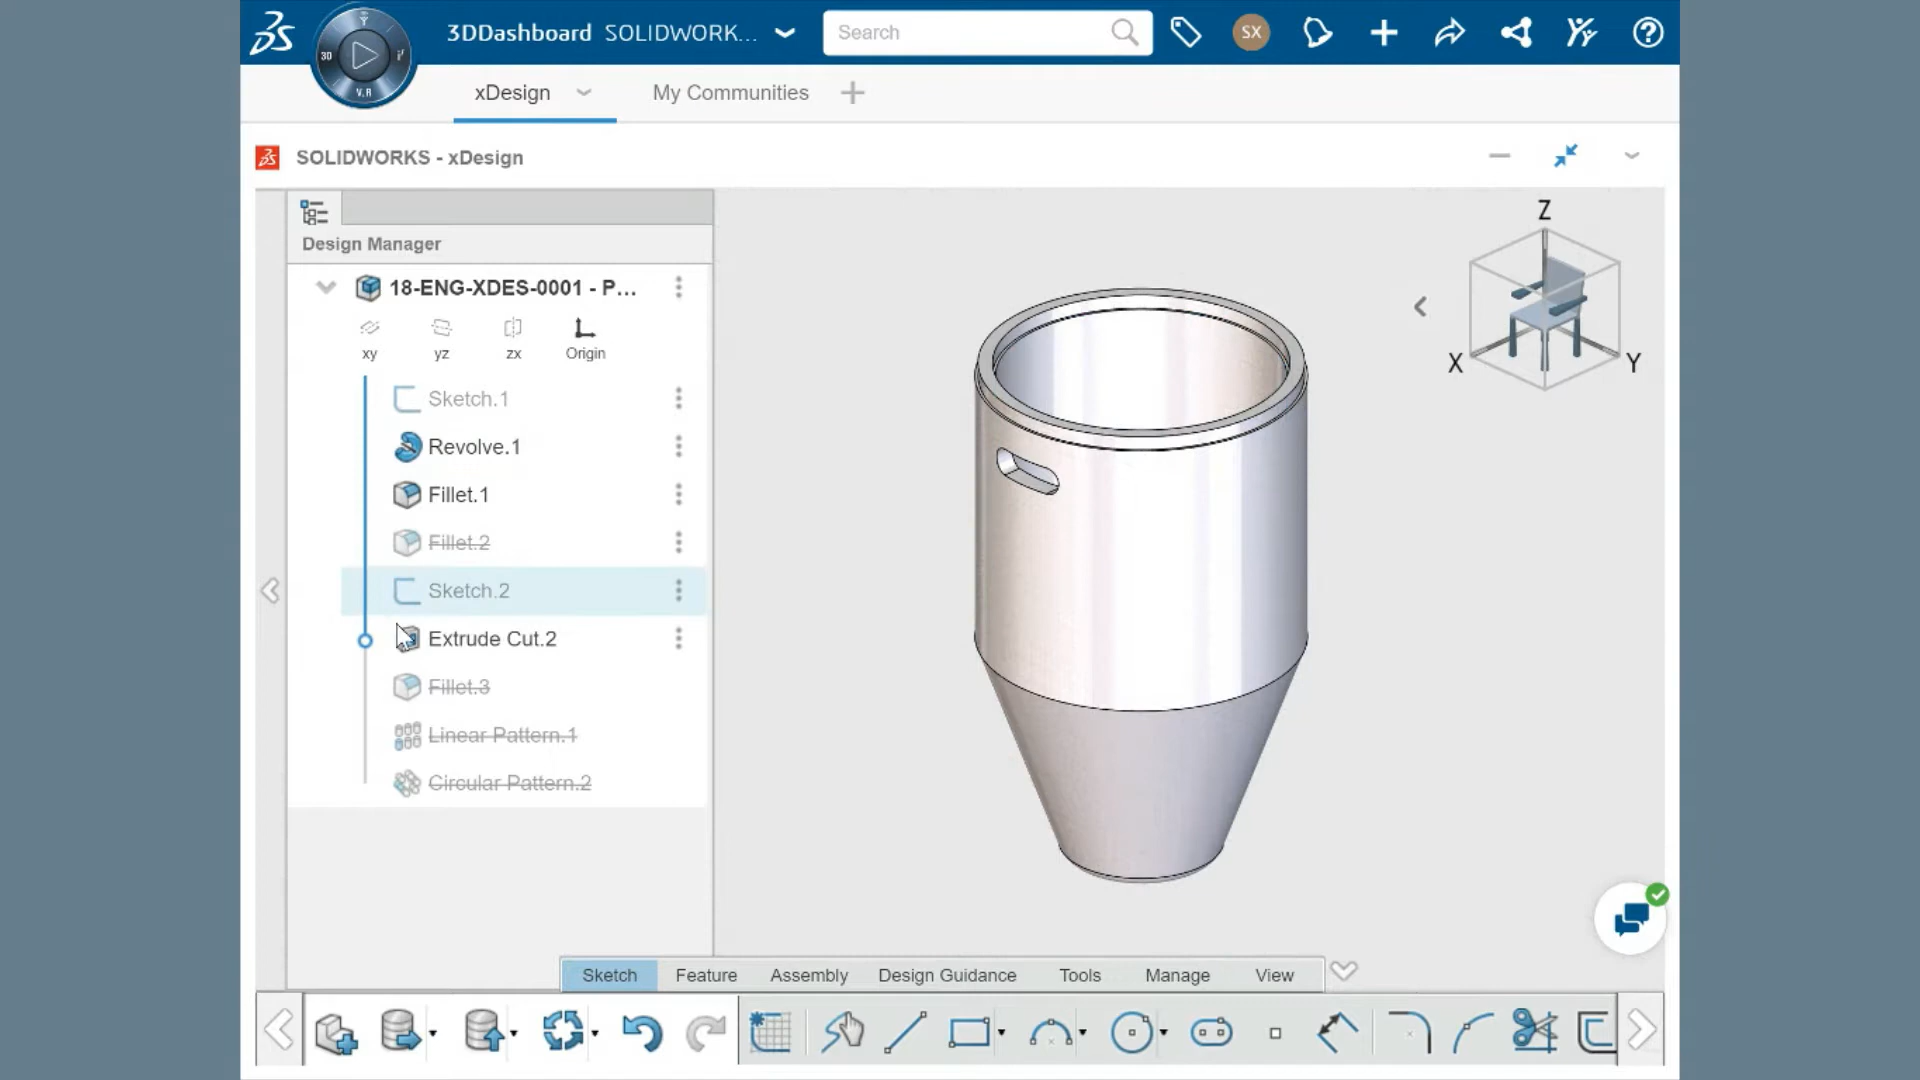 3DDashboard SOLIDWORK...
Search
SX
3D
V.R
xDesign
My Communities
SOLIDWORKS - xDesign
Design Manager
18-ENG-XDES-0001 - P...
xy yz zx Origin
Sketch.1
Revolve.1
Fillet.1
Fillet.2
Sketch.2
Extrude Cut.2
Fillet.3
Linear Pattern.1
Circular Pattern.2
Z
X
Y
Sketch Feature Assembly Design Guidance Tools Manage View